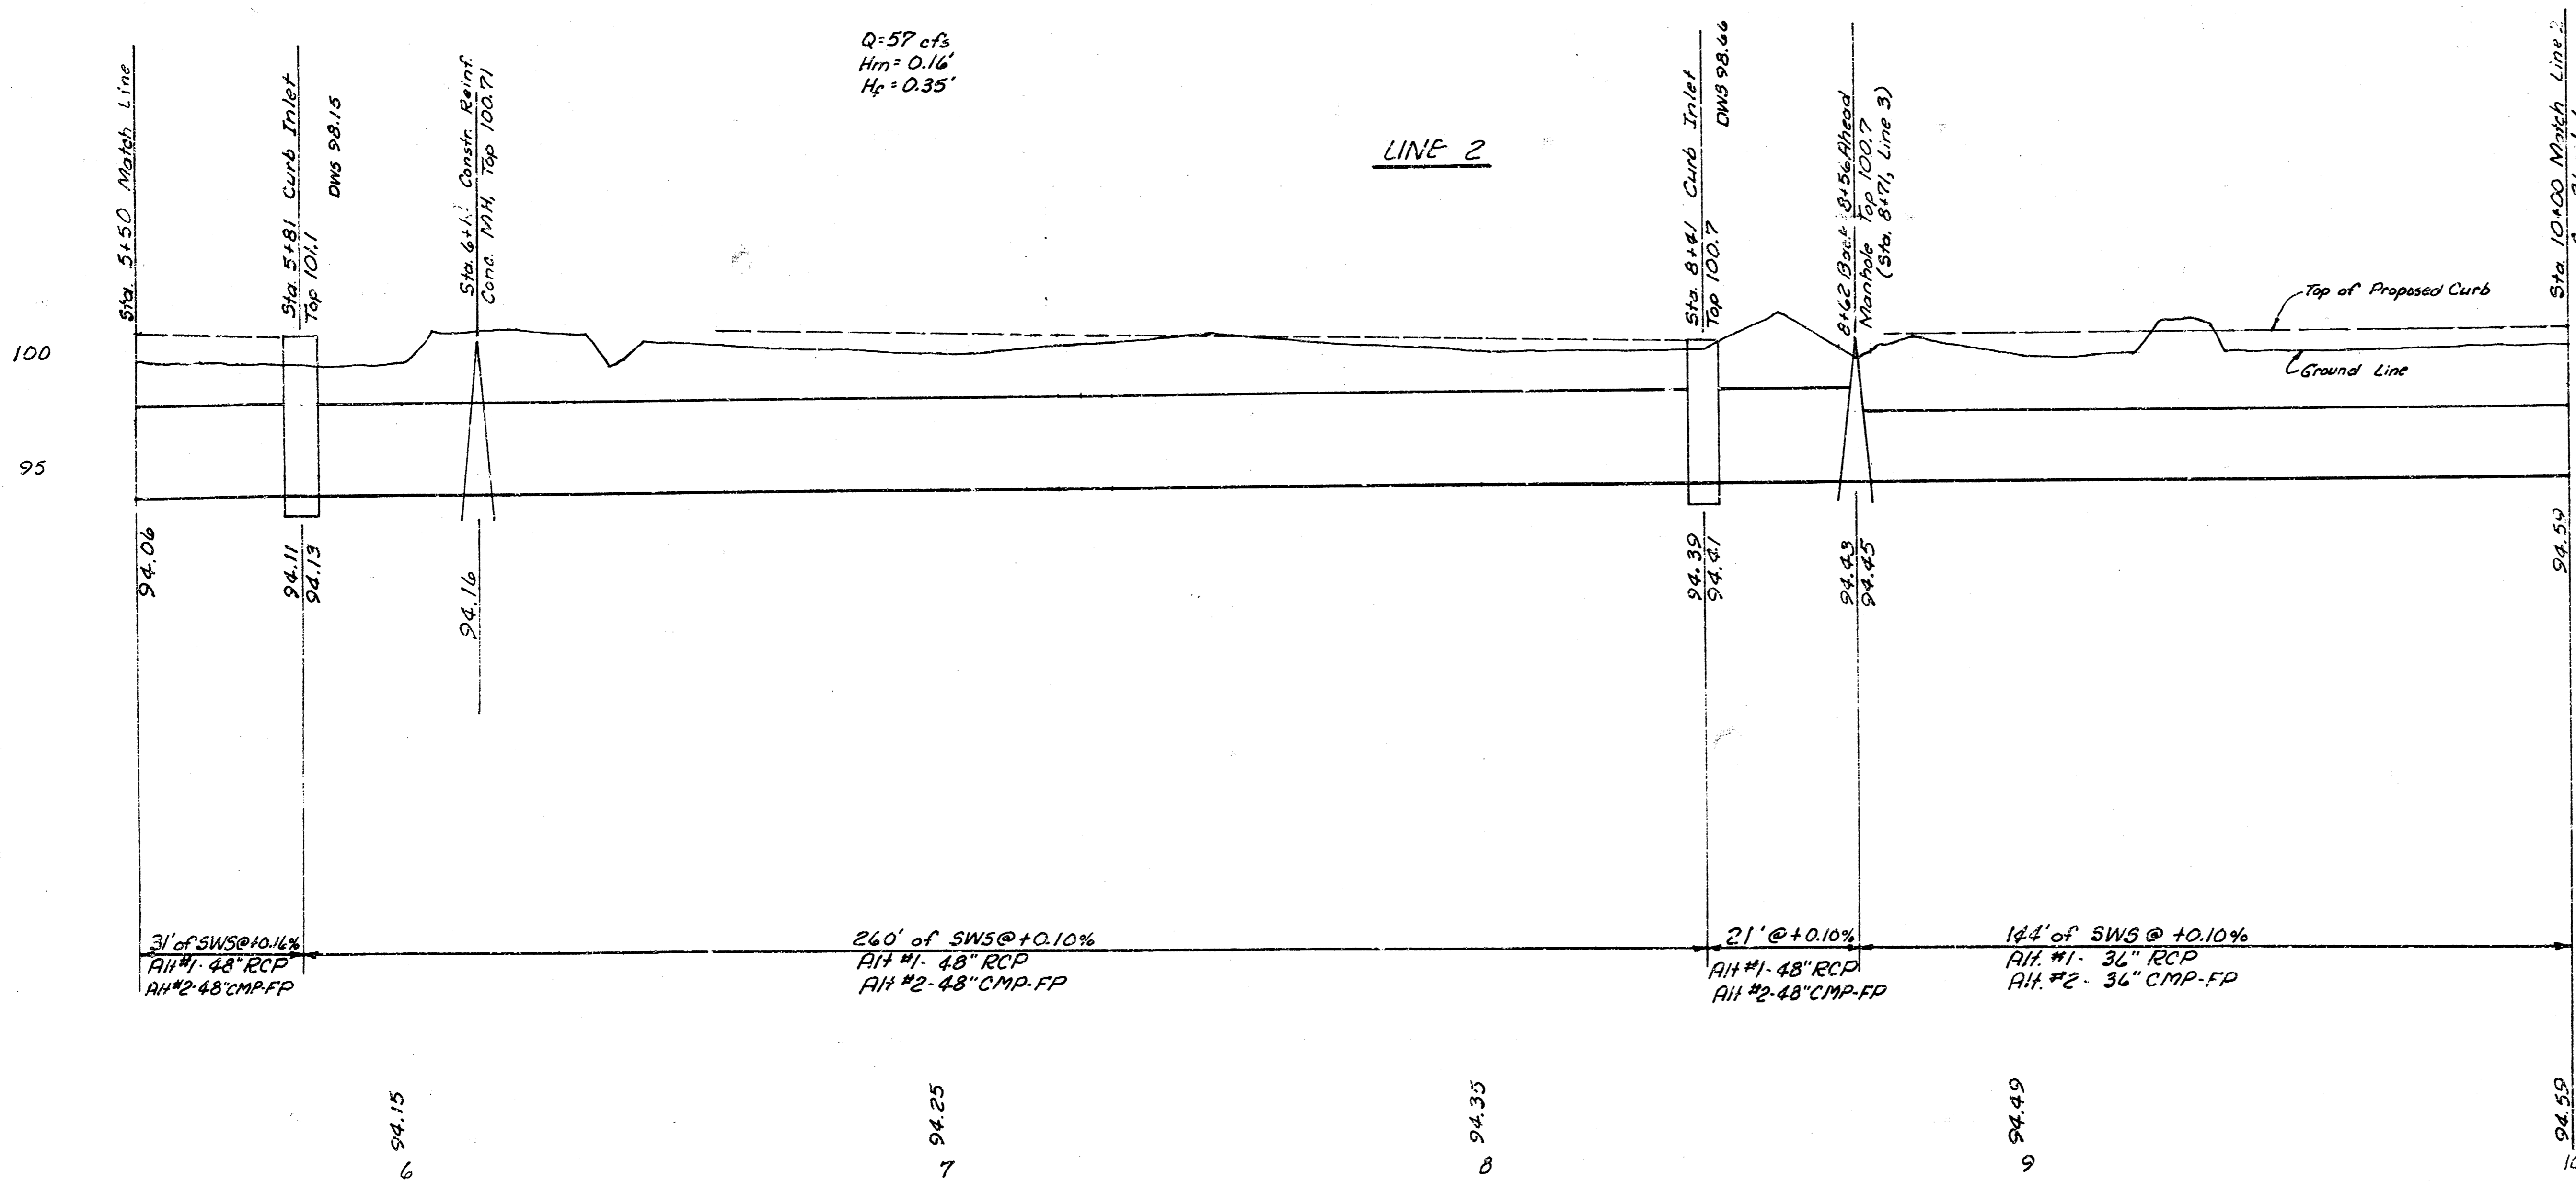 Q=57 cfs
Hm= 0.16'
Hf = 0.35'
LINE 2
Sta. 5+50 Match Line
Sta. 5+81 Curb Inlet
Top 101.1
DWS 98.15
Constr. Reinf.
Conc. MH, Top 100.71
Sta. 8+41 Curb Inlet
Top 100.7
DWS 98.66
8+62 Back 8+56 Ahead
Manhole Top 100.7
(Sta. 8+71, Line 3)
Sta. 10+00 Match Line 2
Top of Proposed Curb
Ground Line
100
95
94.06
94.11
94.13
94.16
94.39
94.41
94.43
94.45
94.59
31' of SWS@+0.16%
Alt #1- 48" RCP
Alt #2-48"CMP-FP
260' of SWS@+0.10%
Alt #1- 48" RCP
Alt #2-48"CMP-FP
21' @+0.10%
Alt #1-48"RCP
Alt #2-48"CMP-FP
144' of SWS @ +0.10%
Alt. #1- 36" RCP
Alt. #2- 36" CMP-FP
94.15
94.25
94.35
94.49
94.59
6
7
8
9